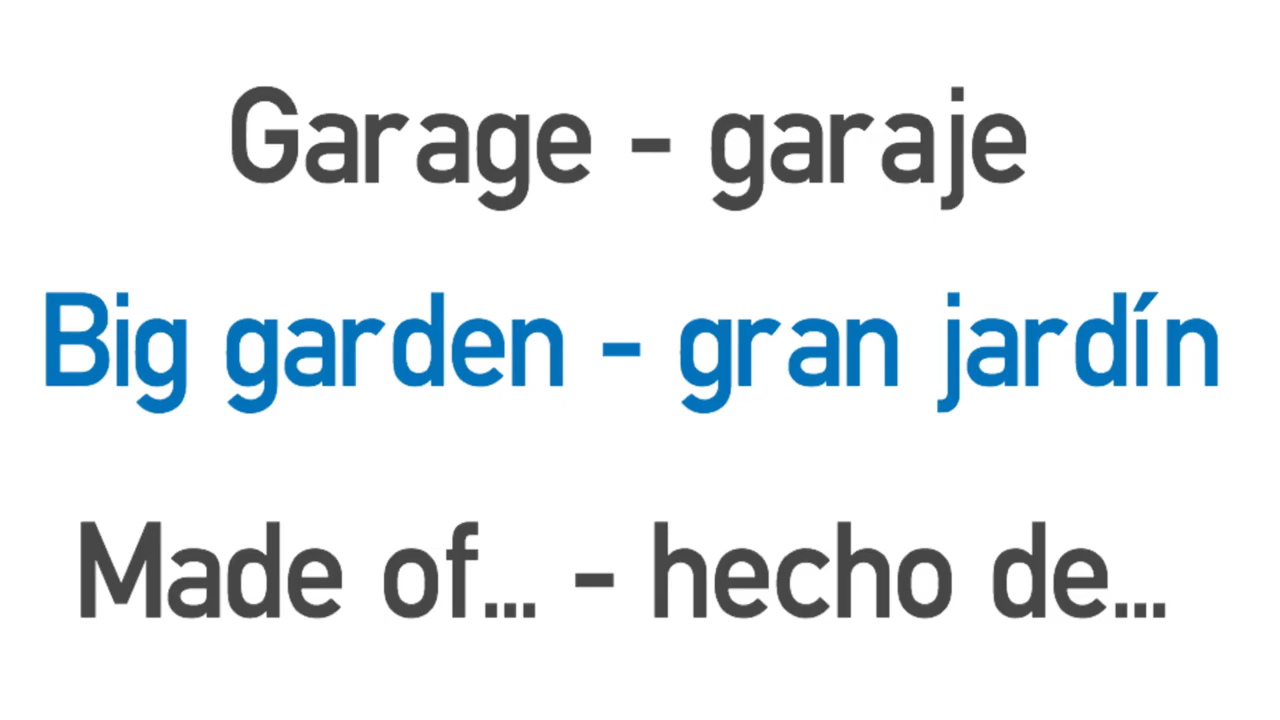 Garage - garaje
Big garden - gran jardín
Made of... - hecho de...